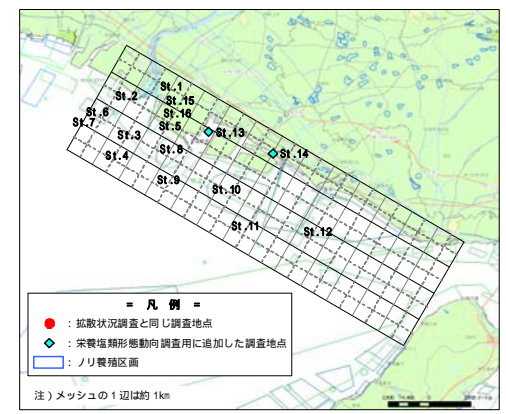 St.1
St.2
St.15
St.16
St.6
St.7
St.5
St.13
St.3
St.8
St.14
St.4
St.9
St.10
St.11
St.12
= 凡 例 =
：拡散状況調査と同じ調査地点
：栄養塩類形態動向調査用に追加した調査地点
：ノリ養殖区画
注）メッシュの1辺は約 1km